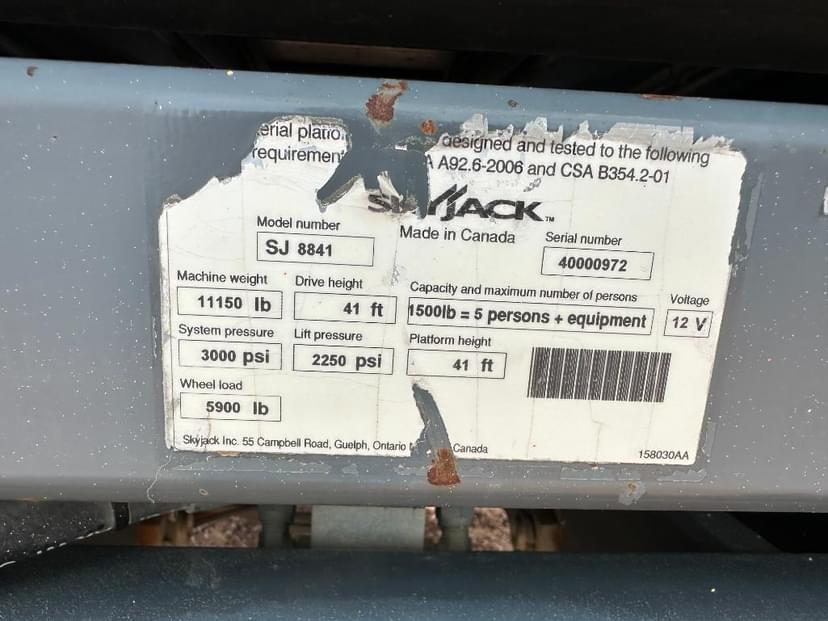 erial platfo designed and tested to the following
requiremen A A92.6-2006 and CSA B354.2-01
SKYJACK™
Made in Canada
Model number
SJ 8841
Serial number
40000972
Machine weight
11150 lb
Drive height
41 ft
Capacity and maximum number of persons
1500lb = 5 persons + equipment
Voltage
12 V
System pressure
3000 psi
Lift pressure
2250 psi
Platform height
41 ft
Wheel load
5900 lb
Skyjack Inc. 55 Campbell Road, Guelph, Ontario Canada
158030AA